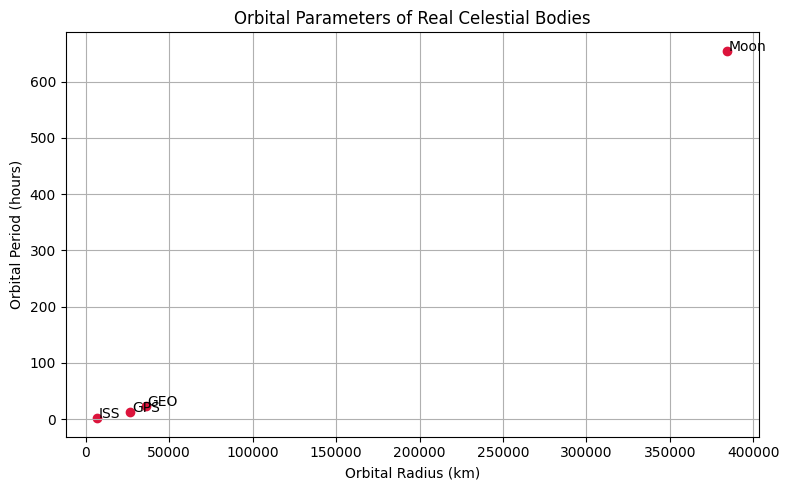 Orbital Parameters of Real Celestial Bodies
Moon
600
500
400
300
200
100
0
Orbital Period (hours)
GEO
GPS
ISS
0 50000 100000 150000 200000 250000 300000 350000 400000
Orbital Radius (km)